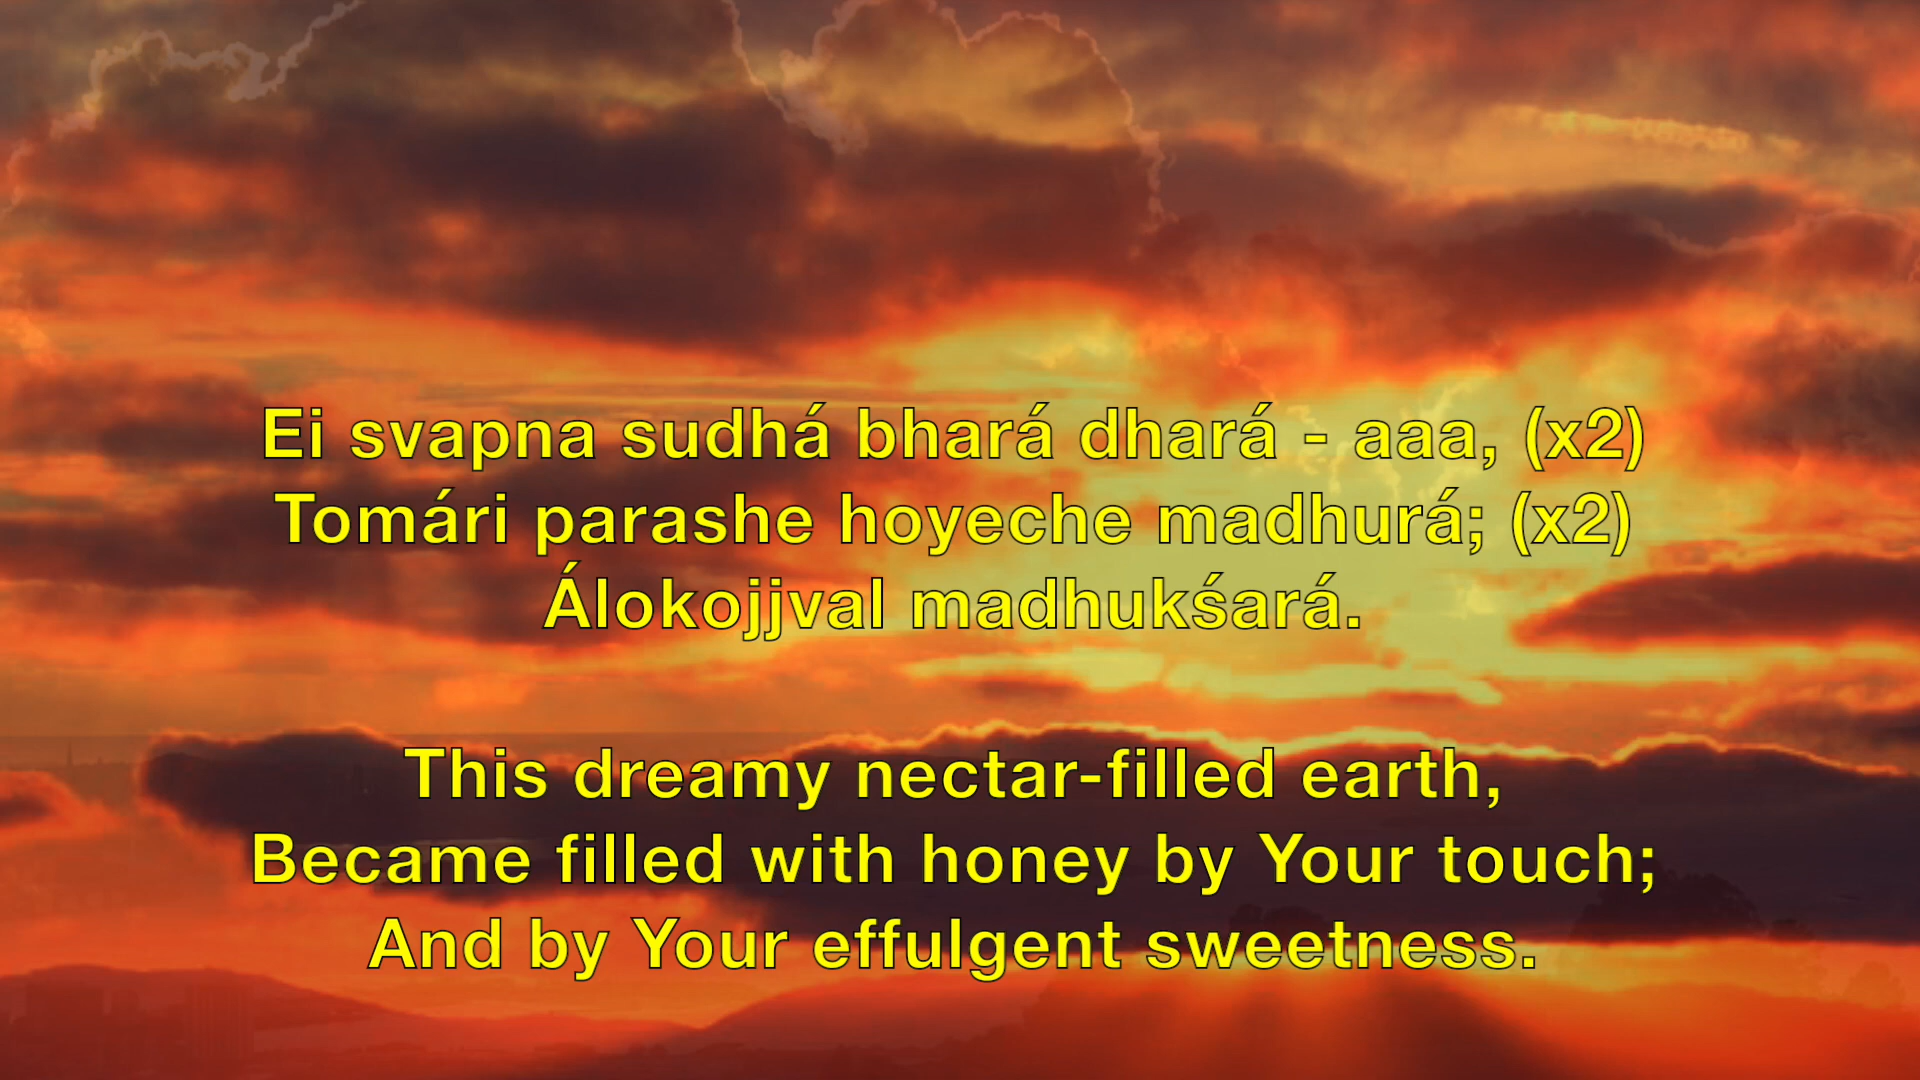 Ei svapna sudhá bhará dhará - aaa, (x2)
Tomári parashe hoyeche madhurá; (x2)
Álokojjval madhukśará.
This dreamy nectar-filled earth,
Became filled with honey by Your touch;
And by Your effulgent sweetness.